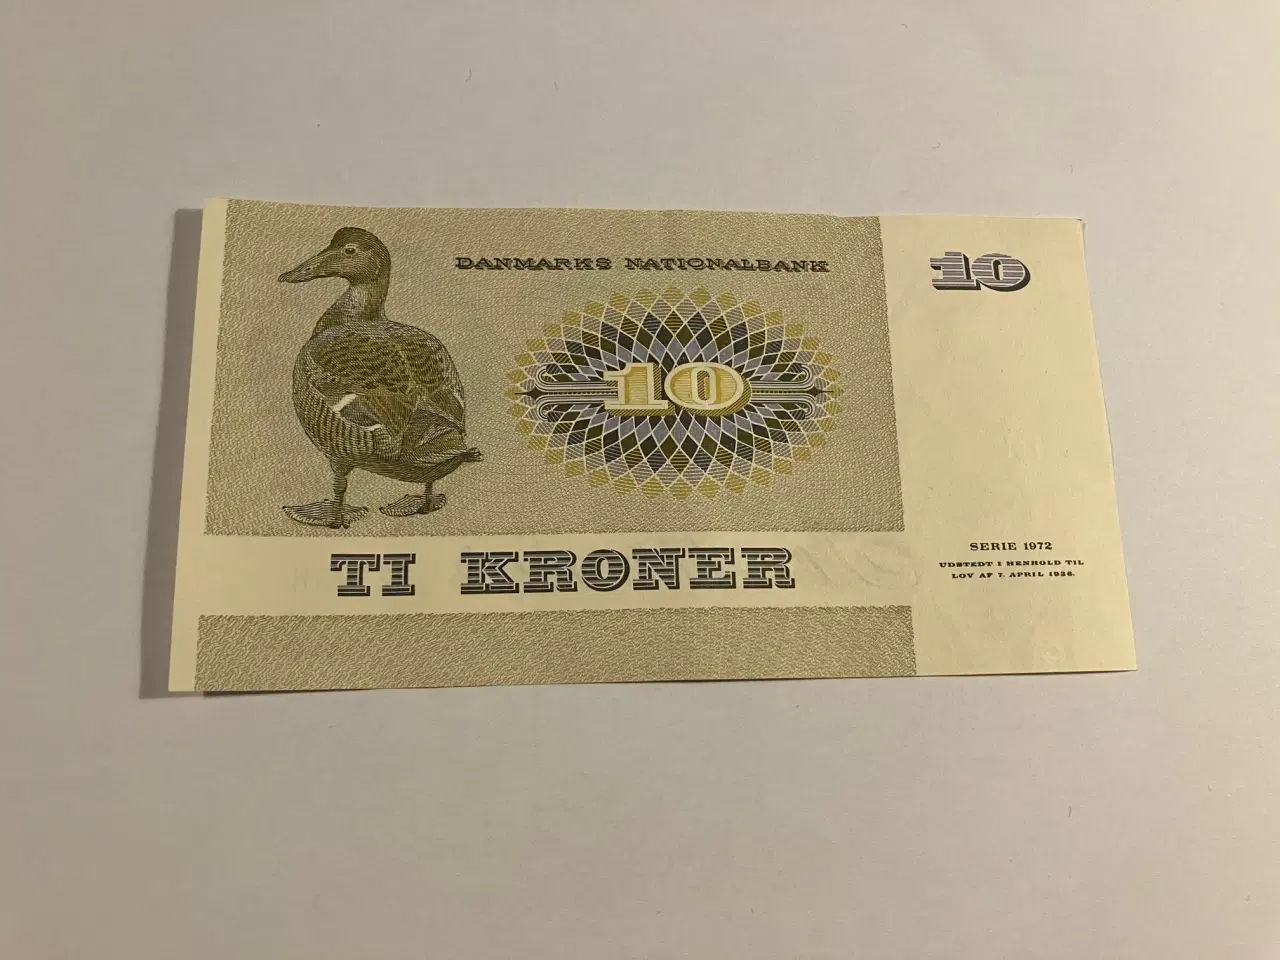 DANMARKS NATIONALBANK
10
10
TI KRONER
SERIE 1972
UDSTEDT I HENHOLD TIL
LOV AF 7. APRIL 1936.